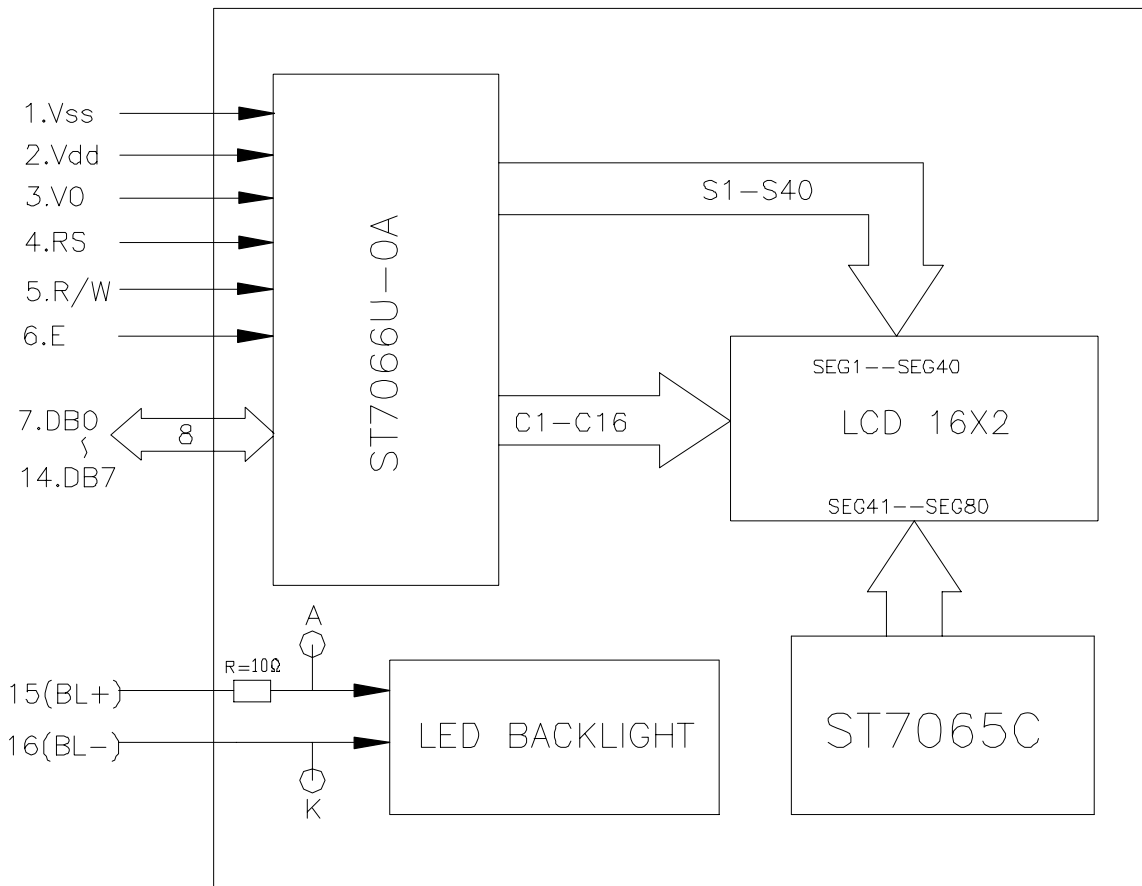 1.Vss
2.Vdd
3.V0
4.RS
5.R/W
6.E
7.DB0
~
14.DB7
8
ST7066U-0A
S1-S40
C1-C16
SEG1--SEG40
LCD 16X2
SEG41--SEG80
ST7065C
A
R=10Ω
15(BL+)
16(BL-)
K
LED BACKLIGHT